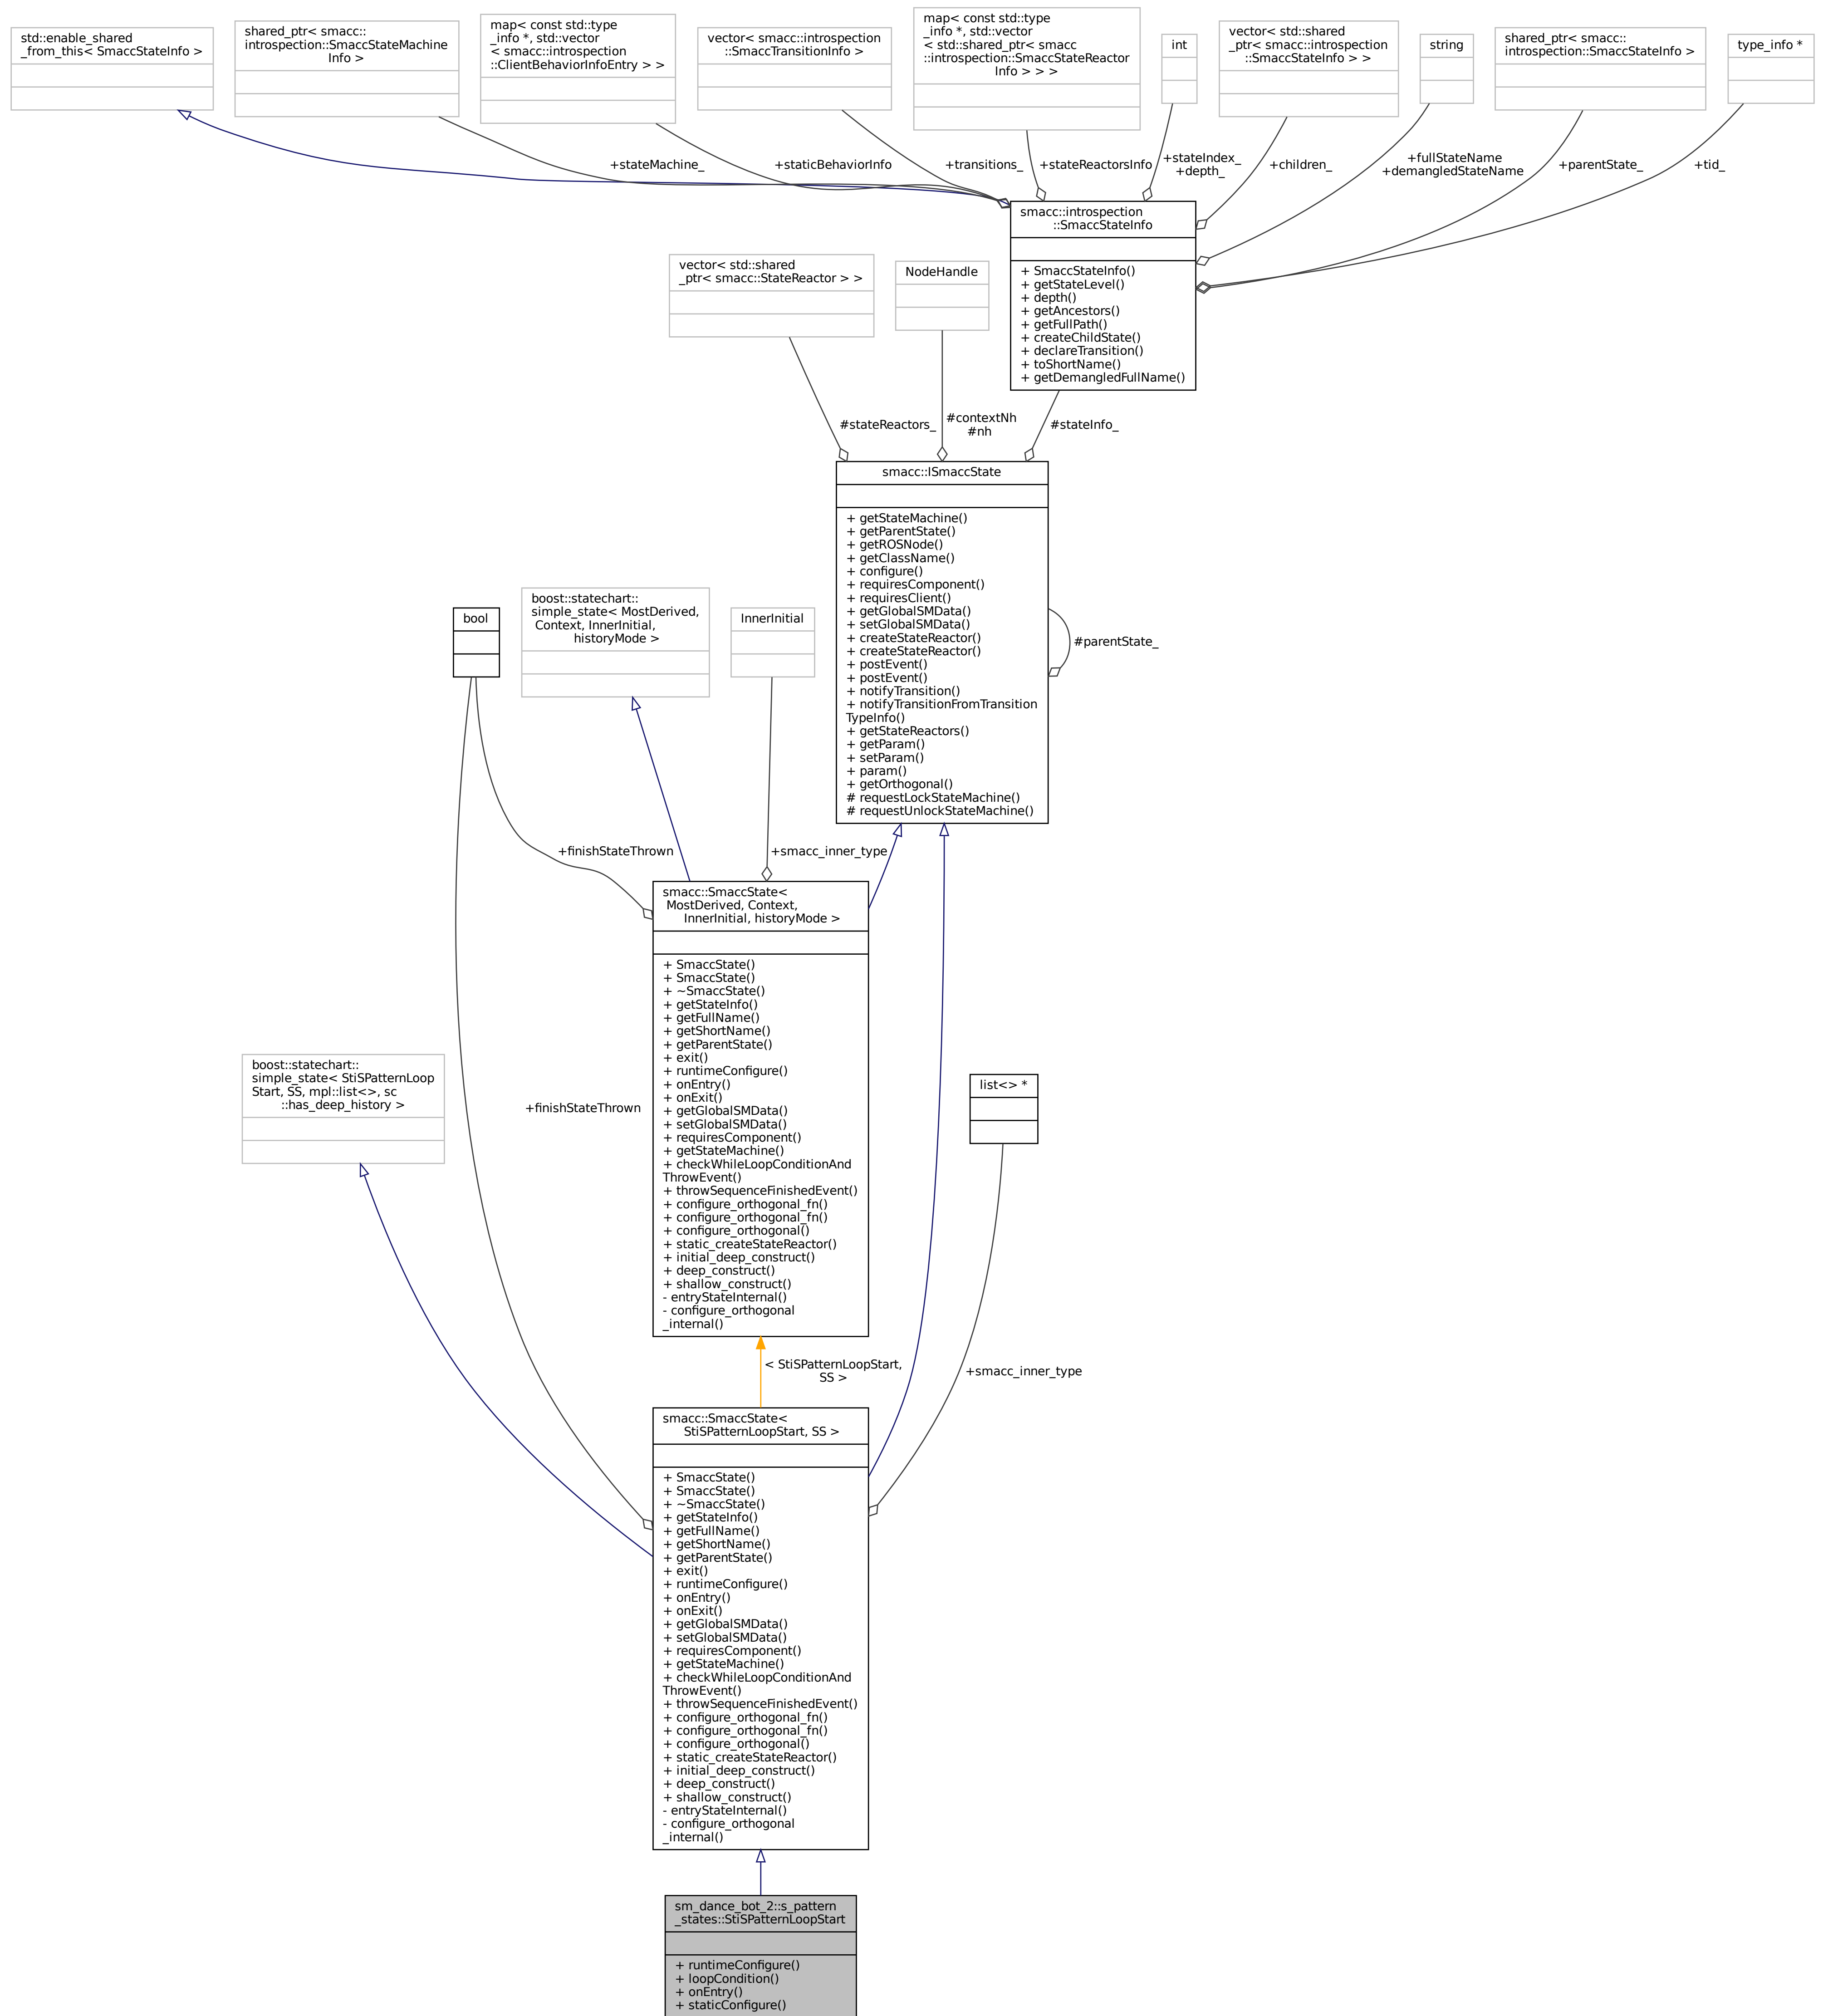 std::enable_shared
_from_this< SmaccStateInfo >
shared_ptr< smacc::
introspection::SmaccStateMachine
Info >
map< const std::type
_info *, std::vector
< smacc::introspection
::ClientBehaviorInfoEntry > >
vector< smacc::introspection
::SmaccTransitionInfo >
map< const std::type
_info *, std::vector
< std::shared_ptr< smacc
::introspection::SmaccStateReactor
Info > > >
int
vector< std::shared
_ptr< smacc::introspection
::SmaccStateInfo > >
string
shared_ptr< smacc::
introspection::SmaccStateInfo >
type_info *
+stateMachine_
+staticBehaviorInfo
+transitions_
+stateReactorsInfo
+stateIndex_
+depth_
+children_
+fullStateName
+demangledStateName
+parentState_
+tid_
smacc::introspection
::SmaccStateInfo
+ SmaccStateInfo()
+ getStateLevel()
+ depth()
+ getAncestors()
+ getFullPath()
+ createChildState()
+ declareTransition()
+ toShortName()
+ getDemangledFullName()
vector< std::shared
_ptr< smacc::StateReactor > >
NodeHandle
#stateReactors_
#contextNh
#nh
#stateInfo_
smacc::ISmaccState
+ getStateMachine()
+ getParentState()
+ getROSNode()
+ getClassName()
+ configure()
+ requiresComponent()
+ requiresClient()
+ getGlobalSMData()
+ setGlobalSMData()
+ createStateReactor()
+ createStateReactor()
+ postEvent()
+ postEvent()
+ notifyTransition()
+ notifyTransitionFromTransition
TypeInfo()
+ getStateReactors()
+ getParam()
+ setParam()
+ param()
+ getOrthogonal()
# requestLockStateMachine()
# requestUnlockStateMachine()
#parentState_
bool
boost::statechart::
simple_state< MostDerived,
Context, InnerInitial,
historyMode >
InnerInitial
+finishStateThrown
+smacc_inner_type
smacc::SmaccState<
MostDerived, Context,
InnerInitial, historyMode >
+ SmaccState()
+ SmaccState()
+ ~SmaccState()
+ getStateInfo()
+ getFullName()
+ getShortName()
+ getParentState()
+ exit()
+ runtimeConfigure()
+ onEntry()
+ onExit()
+ getGlobalSMData()
+ setGlobalSMData()
+ requiresComponent()
+ getStateMachine()
+ checkWhileLoopConditionAnd
ThrowEvent()
+ throwSequenceFinishedEvent()
+ configure_orthogonal_fn()
+ configure_orthogonal_fn()
+ configure_orthogonal()
+ static_createStateReactor()
+ initial_deep_construct()
+ deep_construct()
+ shallow_construct()
- entryStateInternal()
- configure_orthogonal
_internal()
boost::statechart::
simple_state< StiSPatternLoop
Start, SS, mpl::list<>, sc
::has_deep_history >
+finishStateThrown
list<> *
< StiSPatternLoopStart,
SS >
+smacc_inner_type
smacc::SmaccState<
StiSPatternLoopStart, SS >
+ SmaccState()
+ SmaccState()
+ ~SmaccState()
+ getStateInfo()
+ getFullName()
+ getShortName()
+ getParentState()
+ exit()
+ runtimeConfigure()
+ onEntry()
+ onExit()
+ getGlobalSMData()
+ setGlobalSMData()
+ requiresComponent()
+ getStateMachine()
+ checkWhileLoopConditionAnd
ThrowEvent()
+ throwSequenceFinishedEvent()
+ configure_orthogonal_fn()
+ configure_orthogonal_fn()
+ configure_orthogonal()
+ static_createStateReactor()
+ initial_deep_construct()
+ deep_construct()
+ shallow_construct()
- entryStateInternal()
- configure_orthogonal
_internal()
sm_dance_bot_2::s_pattern
_states::StiSPatternLoopStart
+ runtimeConfigure()
+ loopCondition()
+ onEntry()
+ staticConfigure()